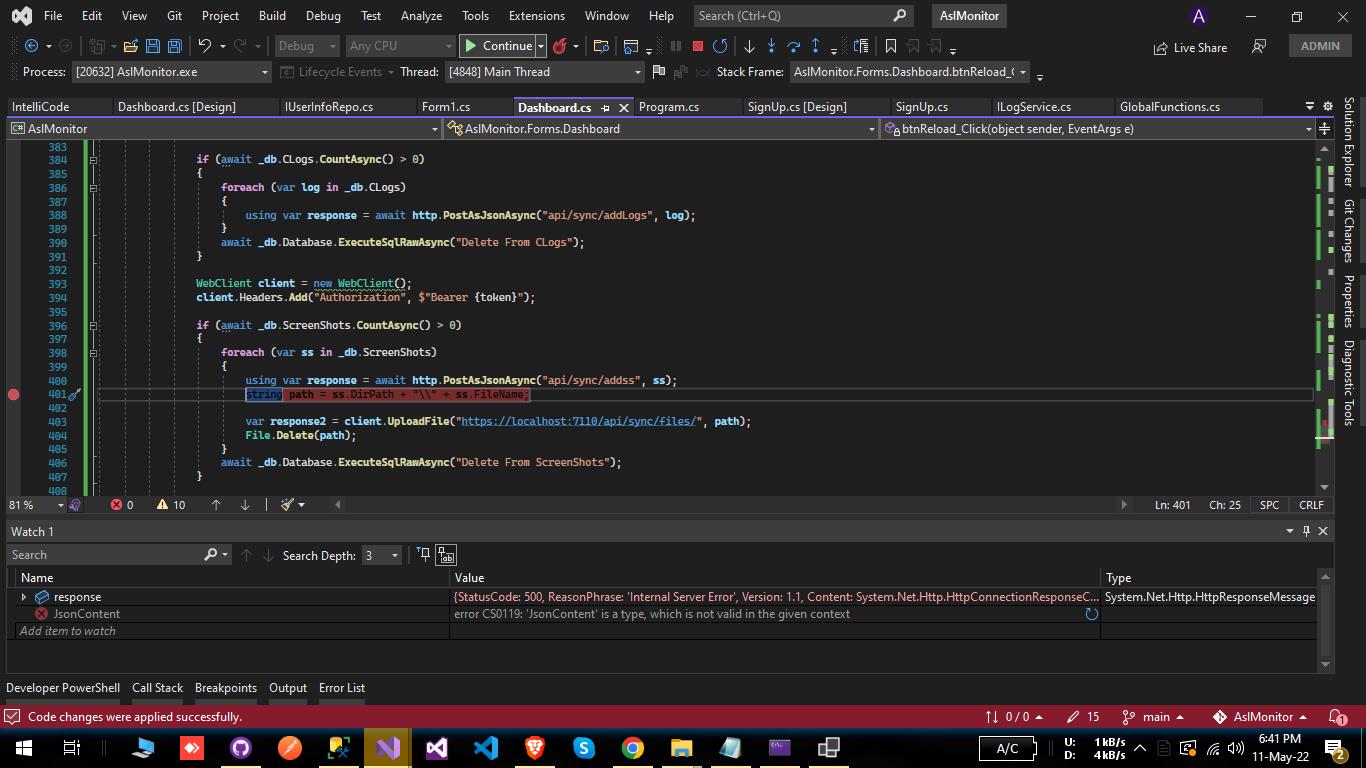 File Edit View Git Project Build Debug Test Analyze Tools Extensions Window Help Search (Ctrl+Q) AslMonitor A
Debug Any CPU Continue Live Share ADMIN
Process: [20632] AslMonitor.exe Lifecycle Events Thread: [4848] Main Thread Stack Frame: AslMonitor.Forms.Dashboard.btnReload_C
IntelliCode Dashboard.cs [Design] IUserInfoRepo.cs Form1.cs Dashboard.cs Program.cs SignUp.cs [Design] SignUp.cs ILogService.cs GlobalFunctions.cs
AslMonitor AslMonitor.Forms.Dashboard btnReload_Click(object sender, EventArgs e)
383
384 if (await _db.CLogs.CountAsync() > 0)
385 {
386 foreach (var log in _db.CLogs)
387 {
388 using var response = await http.PostAsJsonAsync("api/sync/addLogs", log);
389 }
390 await _db.Database.ExecuteSqlRawAsync("Delete From CLogs");
391 }
392
393 WebClient client = new WebClient();
394 client.Headers.Add("Authorization", $"Bearer {token}");
395
396 if (await _db.ScreenShots.CountAsync() > 0)
397 {
398 foreach (var ss in _db.ScreenShots)
399 {
400 using var response = await http.PostAsJsonAsync("api/sync/addss", ss);
401 string path = ss.DirPath + "\\" + ss.FileName;
402
403 var response2 = client.UploadFile("https://localhost:7110/api/sync/files/", path);
404 File.Delete(path);
405 }
406 await _db.Database.ExecuteSqlRawAsync("Delete From ScreenShots");
407 }
408
Solution Explorer
Git Changes
Properties
Diagnostic Tools
81 % 0 10 Ln: 401 Ch: 25 SPC CRLF
Watch 1
Search Search Depth: 3
Name Value Type
response {StatusCode: 500, ReasonPhrase: 'Internal Server Error', Version: 1.1, Content: System.Net.Http.HttpConnectionResponseC... System.Net.Http.HttpResponseMessage
JsonContent error CS0119: 'JsonContent' is a type, which is not valid in the given context
Add item to watch
Developer PowerShell Call Stack Breakpoints Output Error List
Code changes were applied successfully. 0 / 0 15 main AslMonitor 1
A/C U: 1 kB/s 6:41 PM
D: 4 kB/s 11-May-22 2